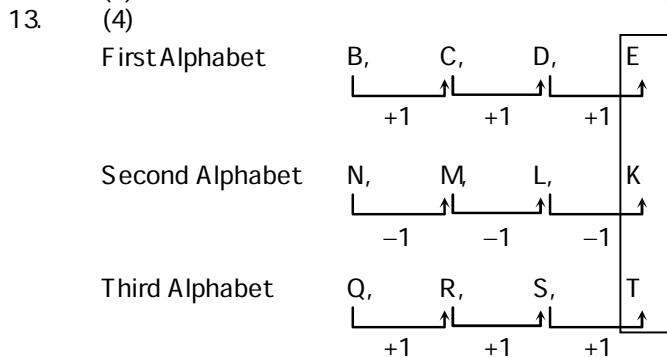 13. (4)
First Alphabet B, C, D, E
+1 +1 +1
Second Alphabet N, M, L, K
–1 –1 –1
Third Alphabet Q, R, S, T
+1 +1 +1